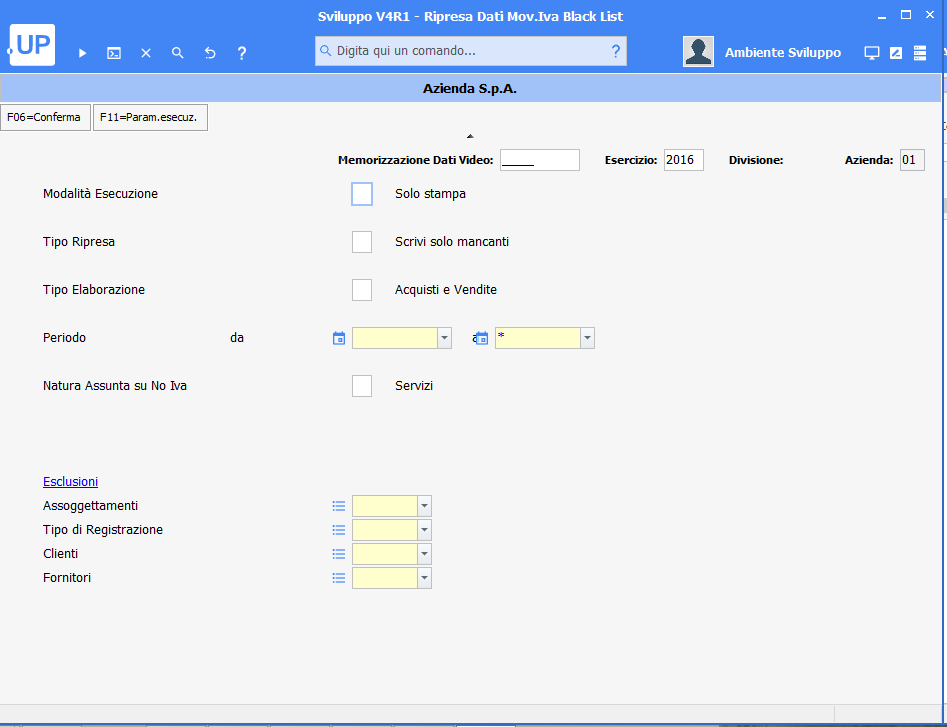 Sviluppo V4R1 - Ripresa Dati Mov.Iva Black List
UP
Digita qui un comando...
?
Ambiente Sviluppo
Azienda S.p.A.
F06=Conferma
F11=Param.esecuz.
Memorizzazione Dati Video: _____ Esercizio: 2016 Divisione: Azienda: 01
Modalità Esecuzione Solo stampa
Tipo Ripresa Scrivi solo mancanti
Tipo Elaborazione Acquisti e Vendite
Periodo da a *
Natura Assunta su No Iva Servizi
Esclusioni
Assoggettamenti
Tipo di Registrazione
Clienti
Fornitori